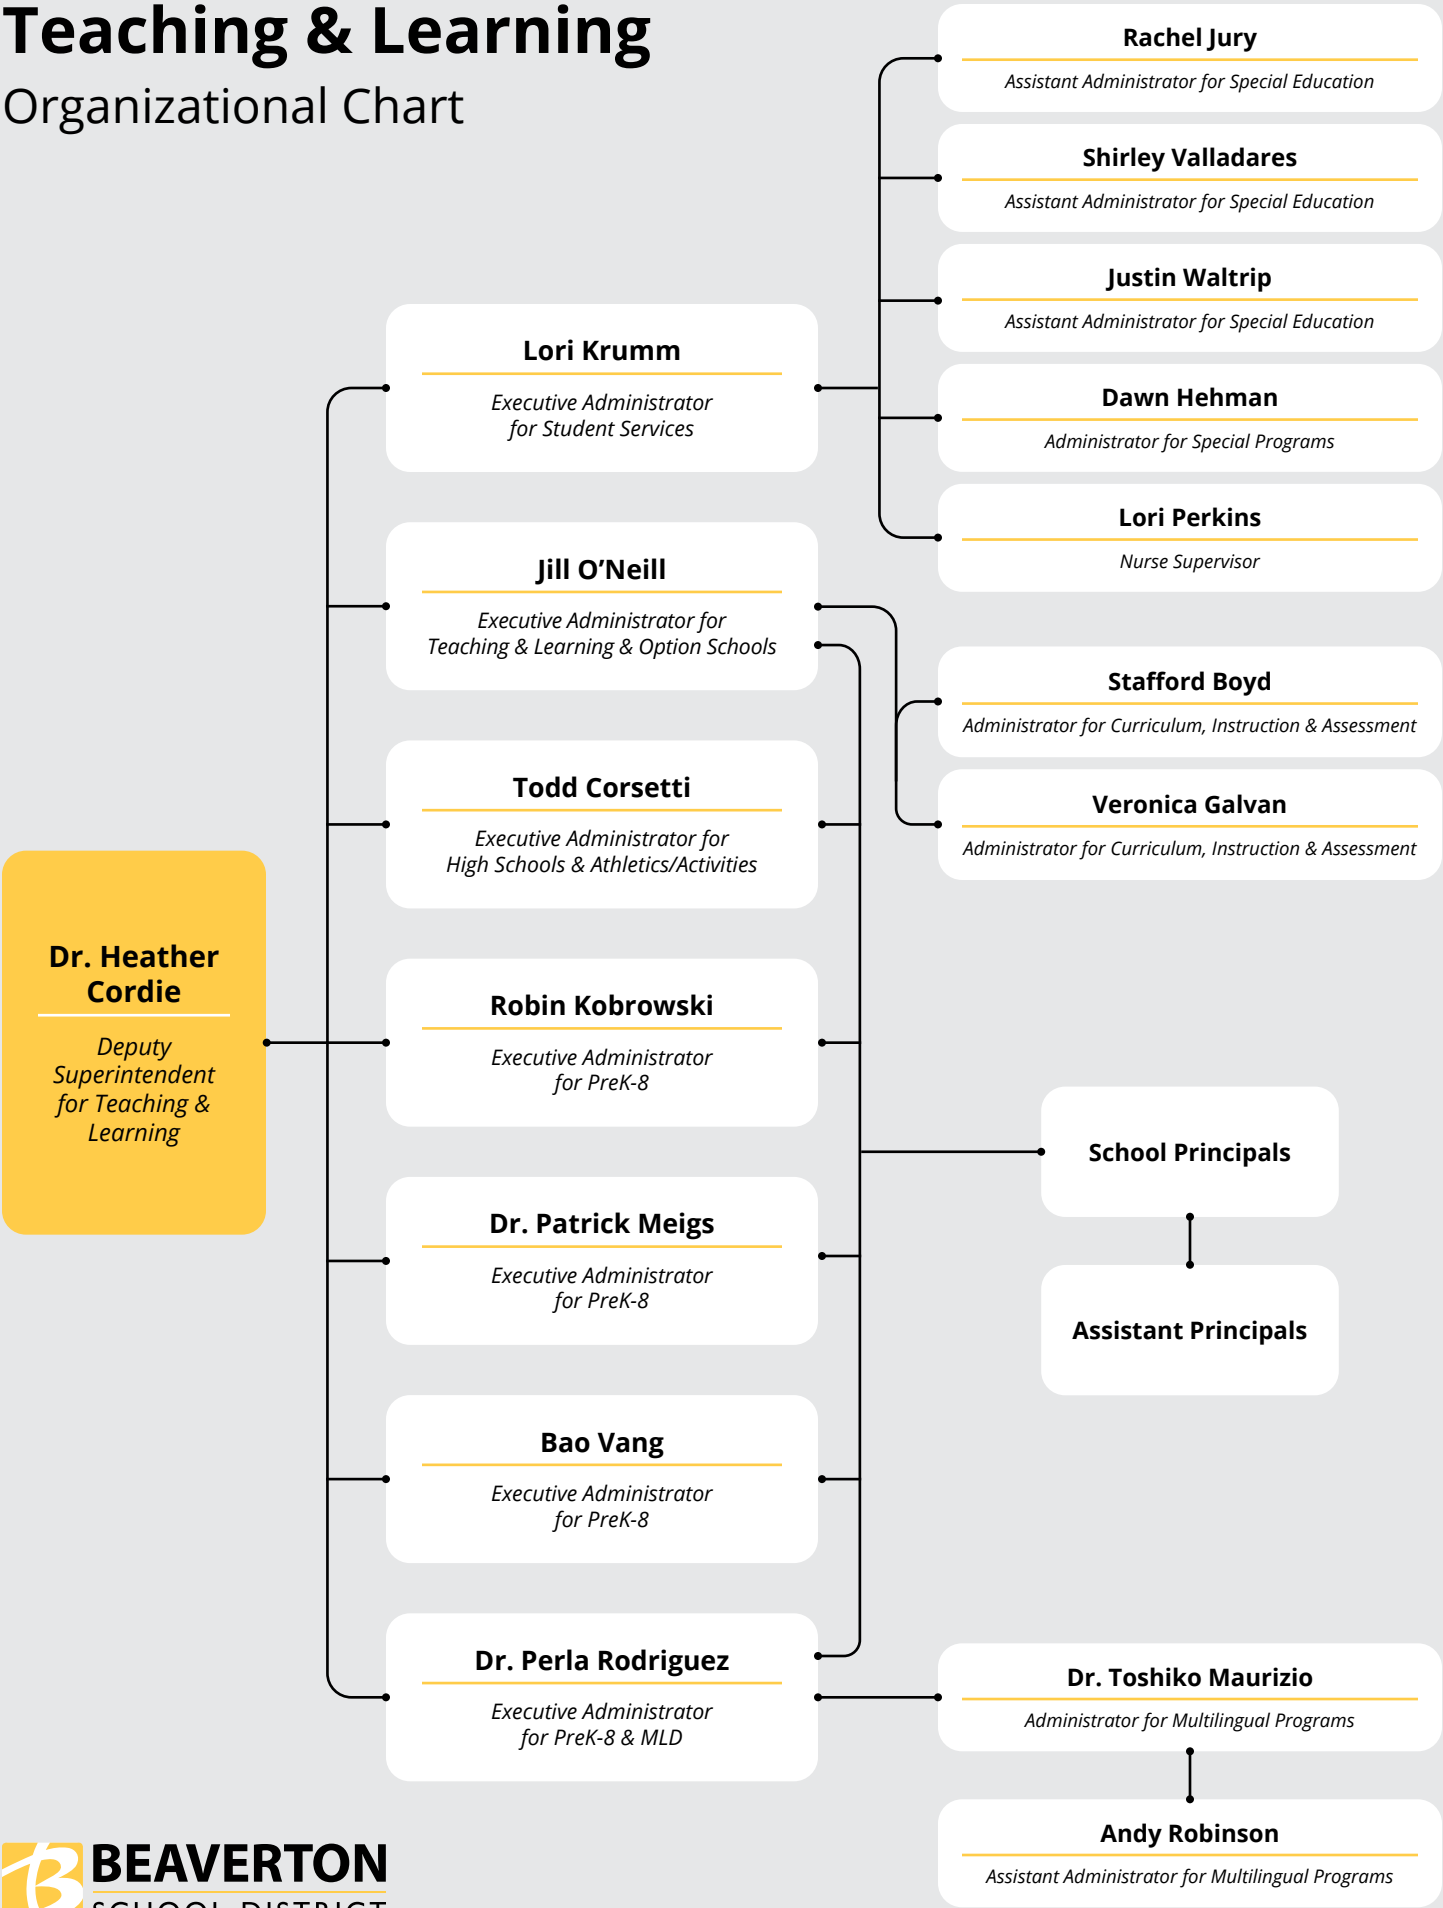 Teaching & Learning
Organizational Chart
Rachel Jury
Assistant Administrator for Special Education
Shirley Valladares
Assistant Administrator for Special Education
Justin Waltrip
Assistant Administrator for Special Education
Dawn Hehman
Administrator for Special Programs
Lori Perkins
Nurse Supervisor
Lori Krumm
Executive Administrator
for Student Services
Jill O’Neill
Executive Administrator for
Teaching & Learning & Option Schools
Stafford Boyd
Administrator for Curriculum, Instruction & Assessment
Veronica Galvan
Administrator for Curriculum, Instruction & Assessment
Todd Corsetti
Executive Administrator for
High Schools & Athletics/Activities
Dr. Heather
Cordie
Deputy
Superintendent
for Teaching &
Learning
Robin Kobrowski
Executive Administrator
for PreK-8
School Principals
Assistant Principals
Dr. Patrick Meigs
Executive Administrator
for PreK-8
Bao Vang
Executive Administrator
for PreK-8
Dr. Perla Rodriguez
Executive Administrator
for PreK-8 & MLD
Dr. Toshiko Maurizio
Administrator for Multilingual Programs
Andy Robinson
Assistant Administrator for Multilingual Programs
B BEAVERTON
SCHOOL DISTRICT